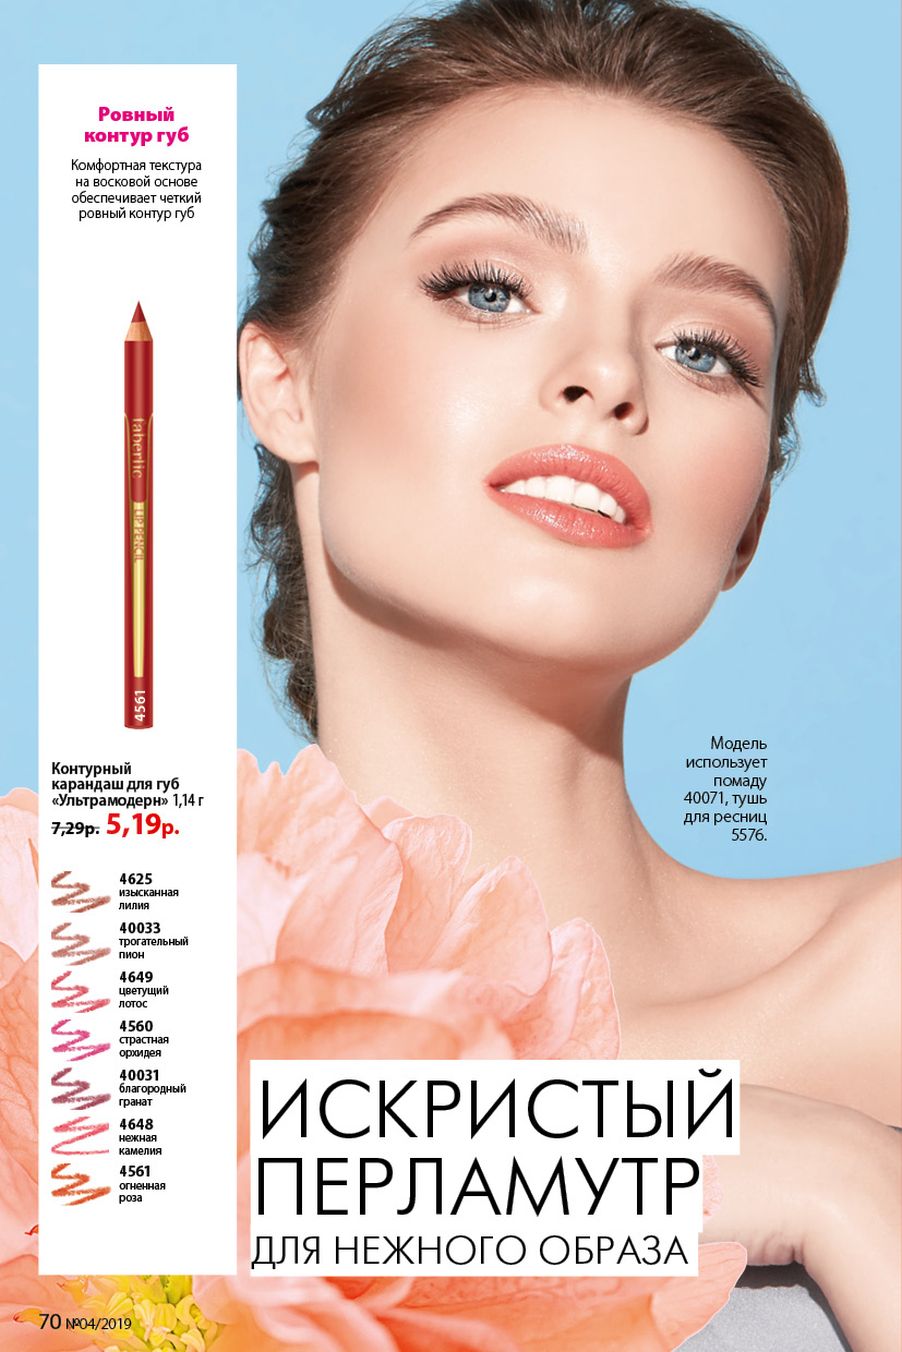 Ровный
контур губ
Комфортная текстура
на восковой основе
обеспечивает четкий
ровный контур губ
faberlic
LIP PENCIL
4561
Контурный
карандаш для губ
«Ультрамодерн» 1,14 г
7,29р. 5,19р.
4625
изысканная
лилия
40033
трогательный
пион
4649
цветущий
лотос
4560
страстная
орхидея
40031
благородный
гранат
4648
нежная
камелия
4561
огненная
роза
Модель
использует
помаду
40071, тушь
для ресниц
5576.
ИСКРИСТЫЙ
ПЕРЛАМУТР
ДЛЯ НЕЖНОГО ОБРАЗА
70 №04/2019